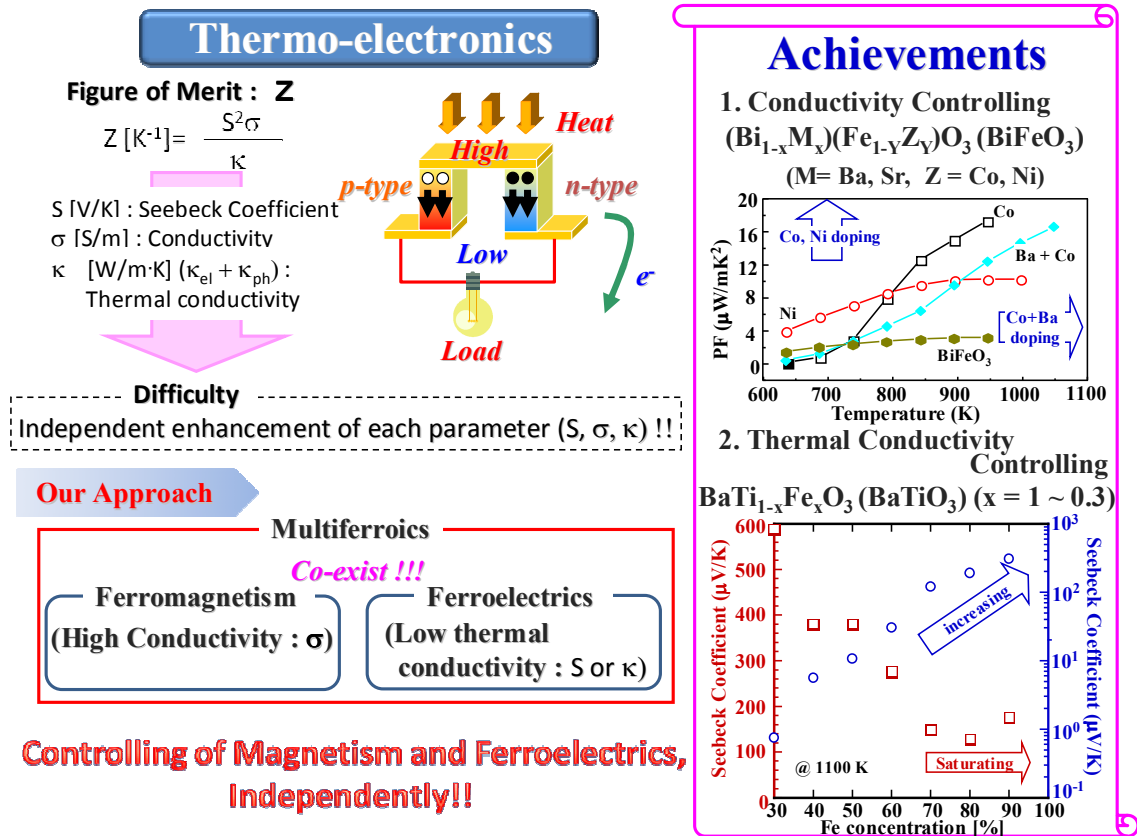 Thermo-electronics
Figure of Merit : Z
Z [K⁻¹]= S²σ
κ
S [V/K] : Seebeck Coefficient
σ [S/m] : Conductivity
κ [W/m·K] (κel + κph) :
Thermal conductivity
Heat
High
p-type
n-type
Low
e⁻
Load
Difficulty
Independent enhancement of each parameter (S, σ, κ) !!
Our Approach
Multiferroics
Co-exist !!!
Ferromagnetism
(High Conductivity : σ)
Ferroelectrics
(Low thermal
conductivity : S or κ)
Controlling of Magnetism and Ferroelectrics,
Independently!!
Achievements
1. Conductivity Controlling
(Bi₁₋ₓMₓ)(Fe₁₋YZY)O₃ (BiFeO₃)
(M= Ba, Sr, Z = Co, Ni)
PF (μW/mK²)
20
16
12
8
4
0
Co, Ni doping
Co
Ba + Co
Ni
BiFeO₃
Co+Ba
doping
600 700 800 900 1000 1100
Temperature (K)
2. Thermal Conductivity
Controlling
BaTi₁₋ₓFeₓO₃ (BaTiO₃) (x = 1 ~ 0.3)
Seebeck Coefficient (μV/K)
600
500
400
300
200
100
0
increasing
Saturating
@ 1100 K
10³
10²
10¹
10⁰
10⁻¹
Seebeck Coefficient (μV/K)
30 40 50 60 70 80 90 100
Fe concentration [%]